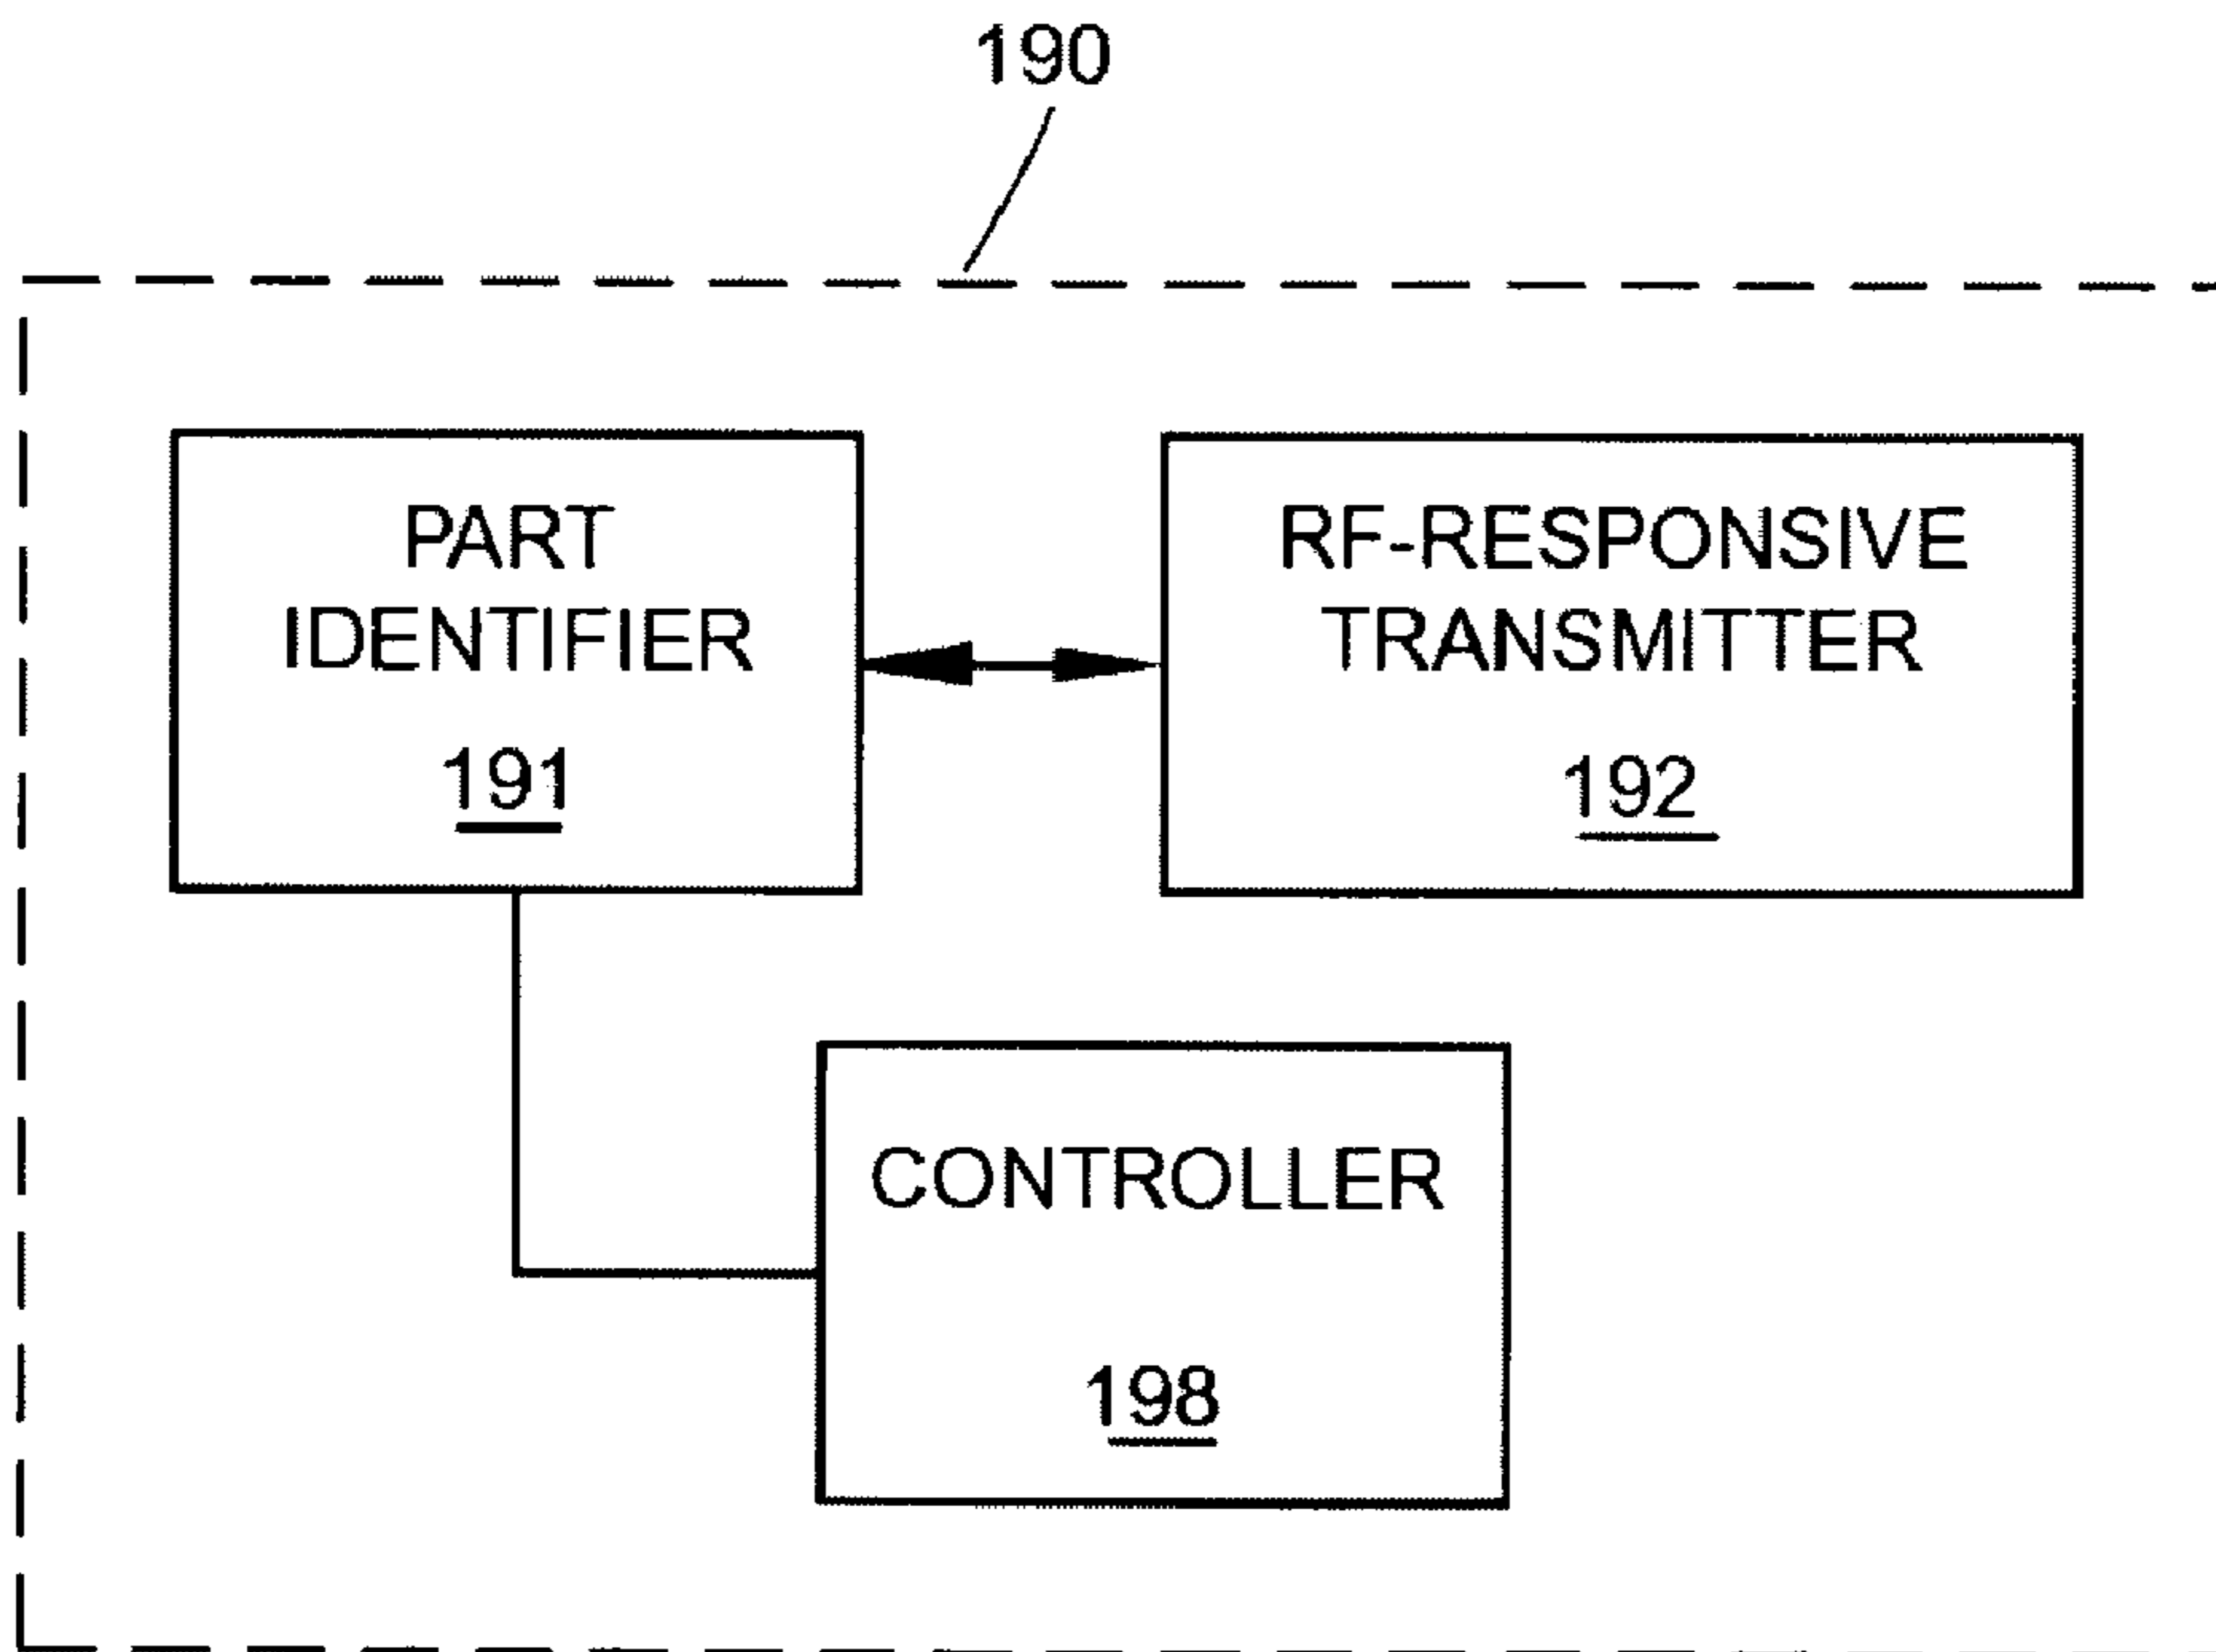 190
PART
IDENTIFIER
191
RF-RESPONSIVE
TRANSMITTER
192
CONTROLLER
198